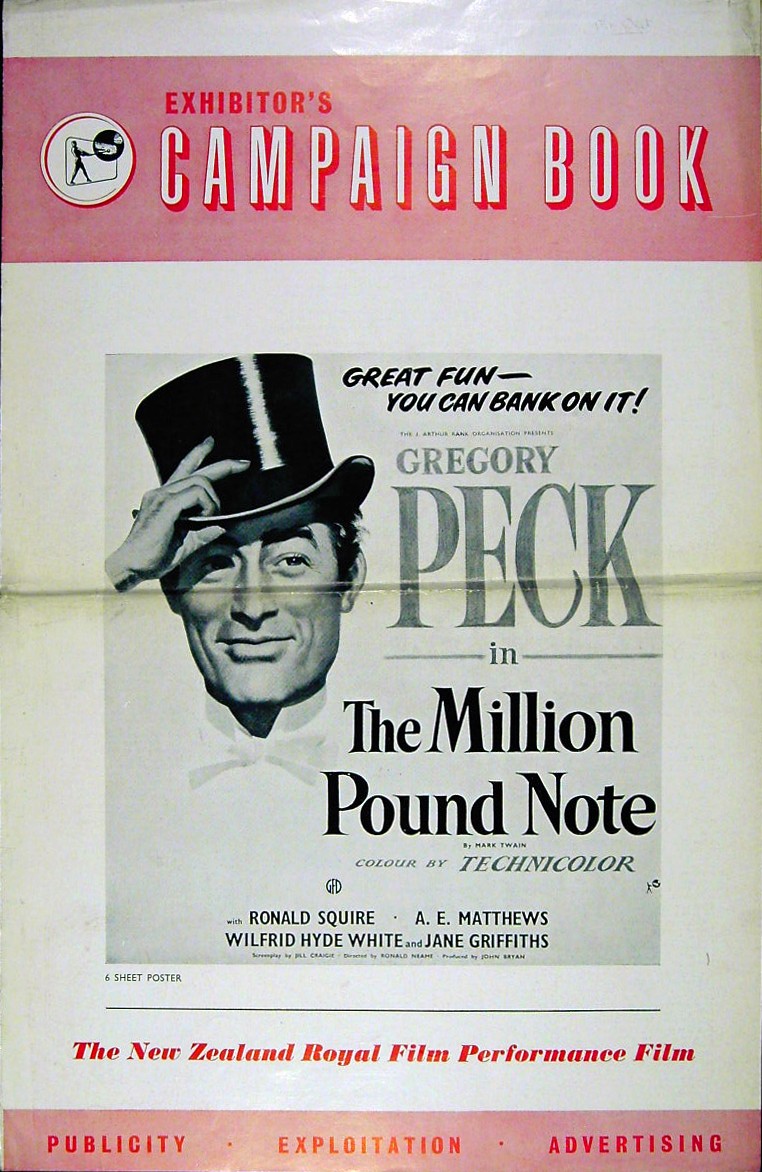 EXHIBITOR'S
CAMPAIGN BOOK
GREAT FUN—
YOU CAN BANK ON IT!
THE J. ARTHUR RANK ORGANISATION PRESENTS
GREGORY
PECK
in
The Million
Pound Note
By MARK TWAIN
COLOUR BY TECHNICOLOR
GFD
with RONALD SQUIRE · A. E. MATTHEWS
WILFRID HYDE WHITE and JANE GRIFFITHS
Screenplay by JILL CRAIGIE · Directed by RONALD NEAME · Produced by JOHN BRYAN
6 SHEET POSTER
The New Zealand Royal Film Performance Film
PUBLICITY · EXPLOITATION · ADVERTISING